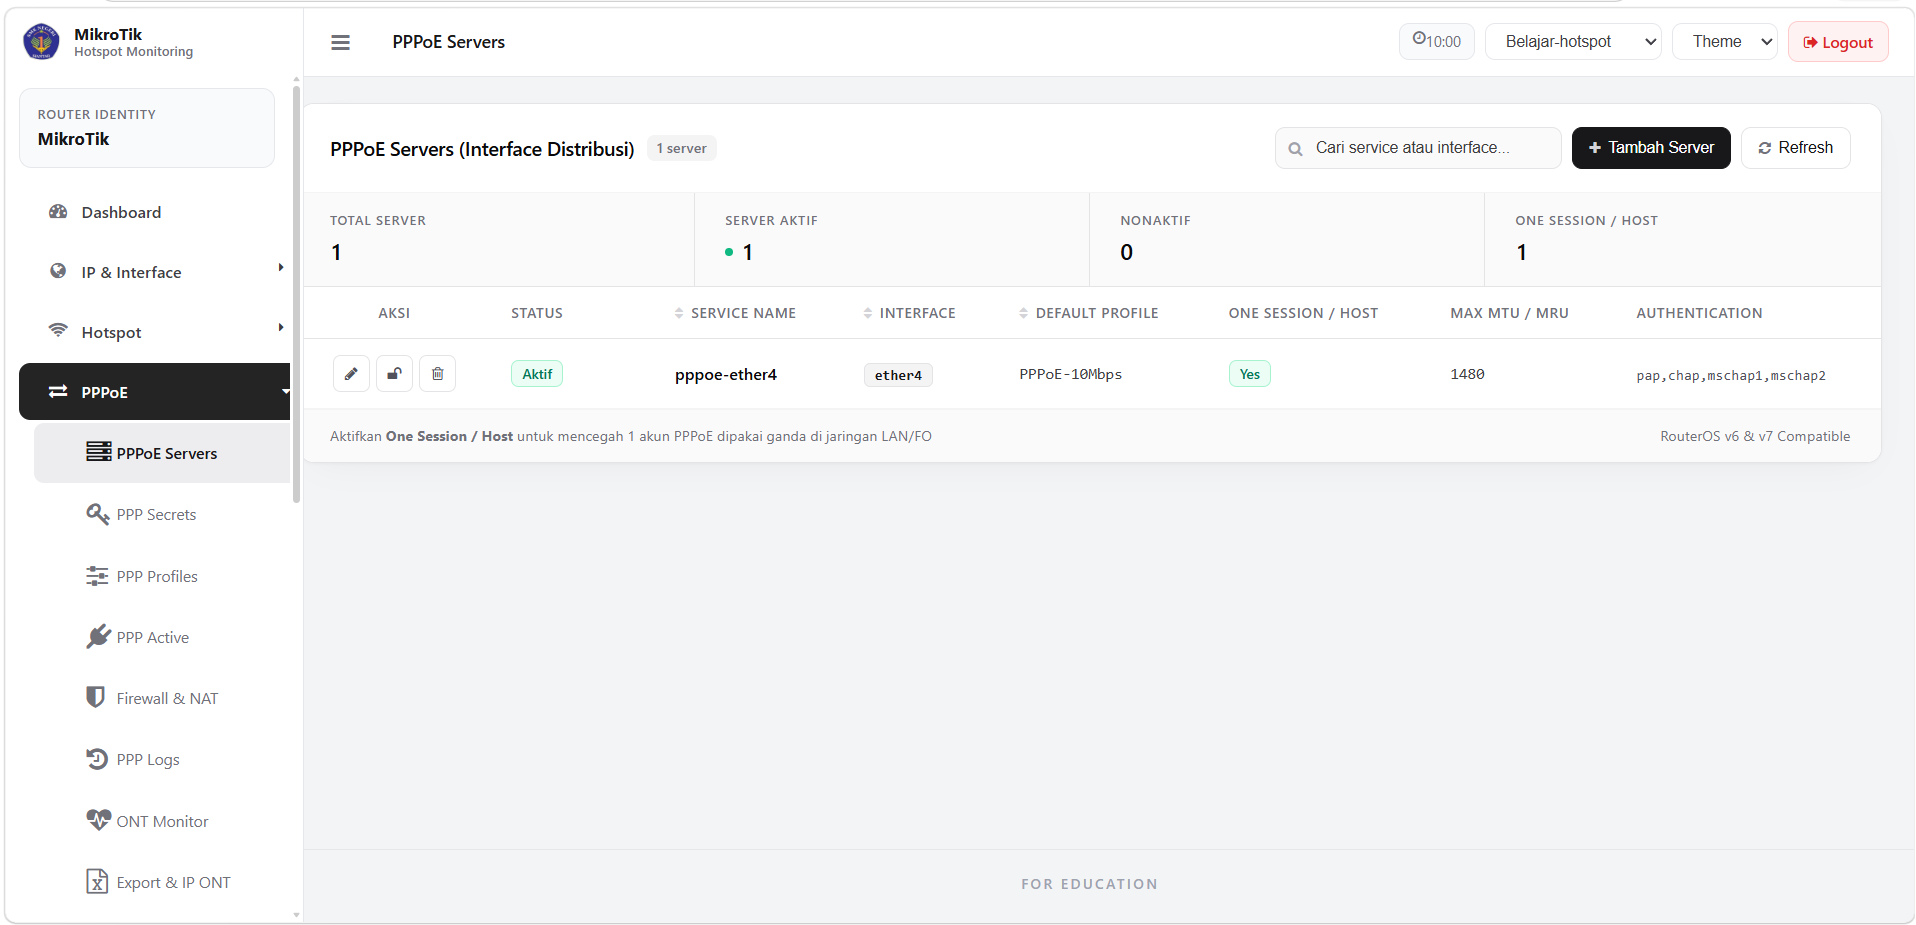 MikroTik
Hotspot Monitoring
PPPoE Servers
10:00
Belajar-hotspot
Theme
Logout
ROUTER IDENTITY
MikroTik
Dashboard
IP & Interface
Hotspot
PPPoE
PPPoE Servers
PPP Secrets
PPP Profiles
PPP Active
Firewall & NAT
PPP Logs
ONT Monitor
Export & IP ONT
PPPoE Servers (Interface Distribusi) 1 server
Cari service atau interface...
+ Tambah Server
Refresh
TOTAL SERVER
1
SERVER AKTIF
1
NONAKTIF
0
ONE SESSION / HOST
1
AKSI STATUS SERVICE NAME INTERFACE DEFAULT PROFILE ONE SESSION / HOST MAX MTU / MRU AUTHENTICATION
Aktif pppoe-ether4 ether4 PPPoE-10Mbps Yes 1480 pap,chap,mschap1,mschap2
Aktifkan One Session / Host untuk mencegah 1 akun PPPoE dipakai ganda di jaringan LAN/FO
RouterOS v6 & v7 Compatible
FOR EDUCATION